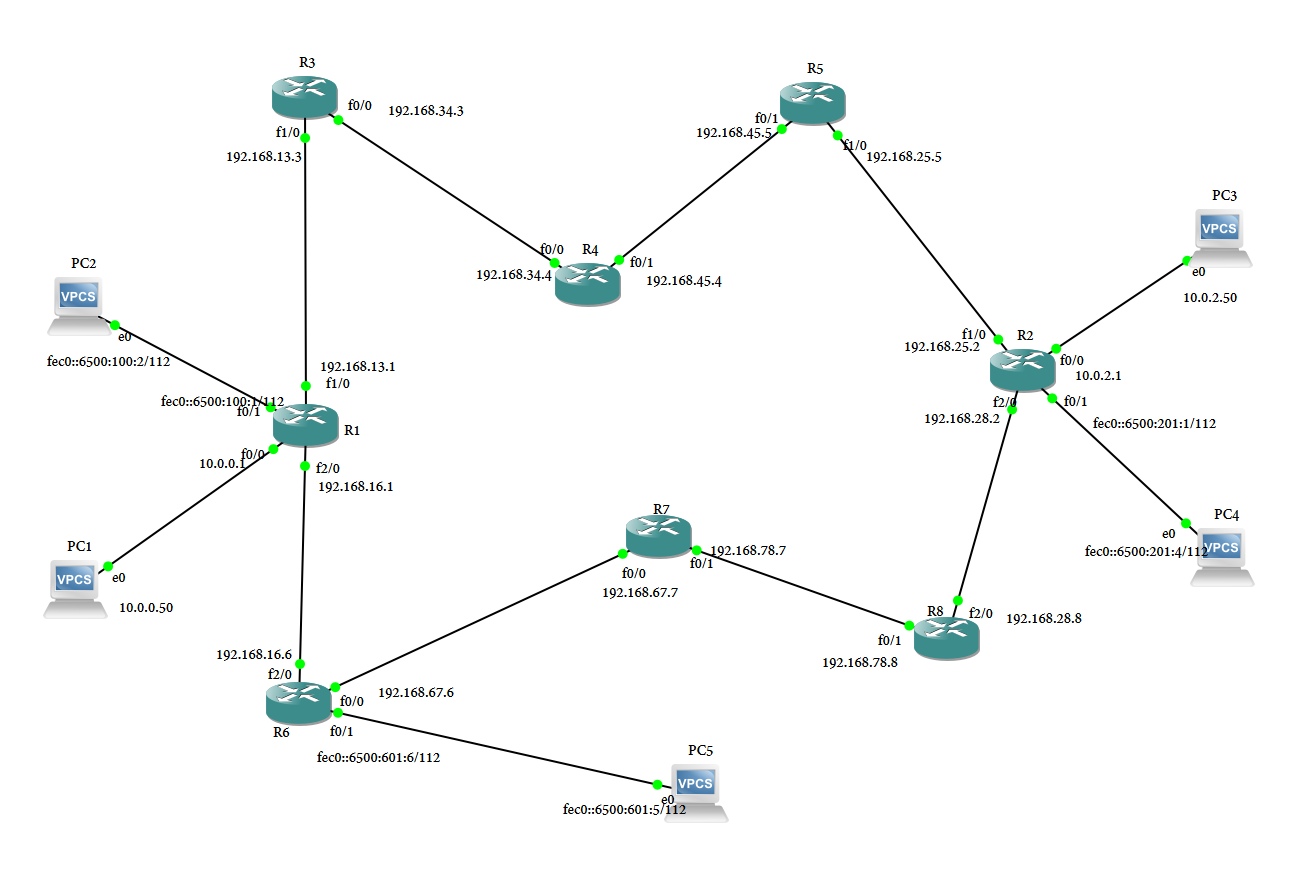 R3
f0/0
192.168.34.3
f1/0
192.168.13.3
R5
f0/1
192.168.45.5
f1/0
192.168.25.5
PC3
VPCS
e0
10.0.2.50
R4
f0/0
192.168.34.4
f0/1
192.168.45.4
PC2
VPCS
e0
fec0::6500:100:2/112
192.168.13.1
f1/0
fec0::6500:100:1/112
f0/1
R1
f0/0
10.0.0.1
f2/0
192.168.16.1
R2
f1/0
192.168.25.2
f0/0
10.0.2.1
f2/0
192.168.28.2
f0/1
fec0::6500:201:1/112
PC4
VPCS
e0
fec0::6500:201:4/112
PC1
VPCS
e0
10.0.0.50
R7
192.168.78.7
f0/1
f0/0
192.168.67.7
R8
f2/0
192.168.28.8
f0/1
192.168.78.8
192.168.16.6
f2/0
192.168.67.6
f0/0
R6
f0/1
fec0::6500:601:6/112
PC5
VPCS
e0
fec0::6500:601:5/112